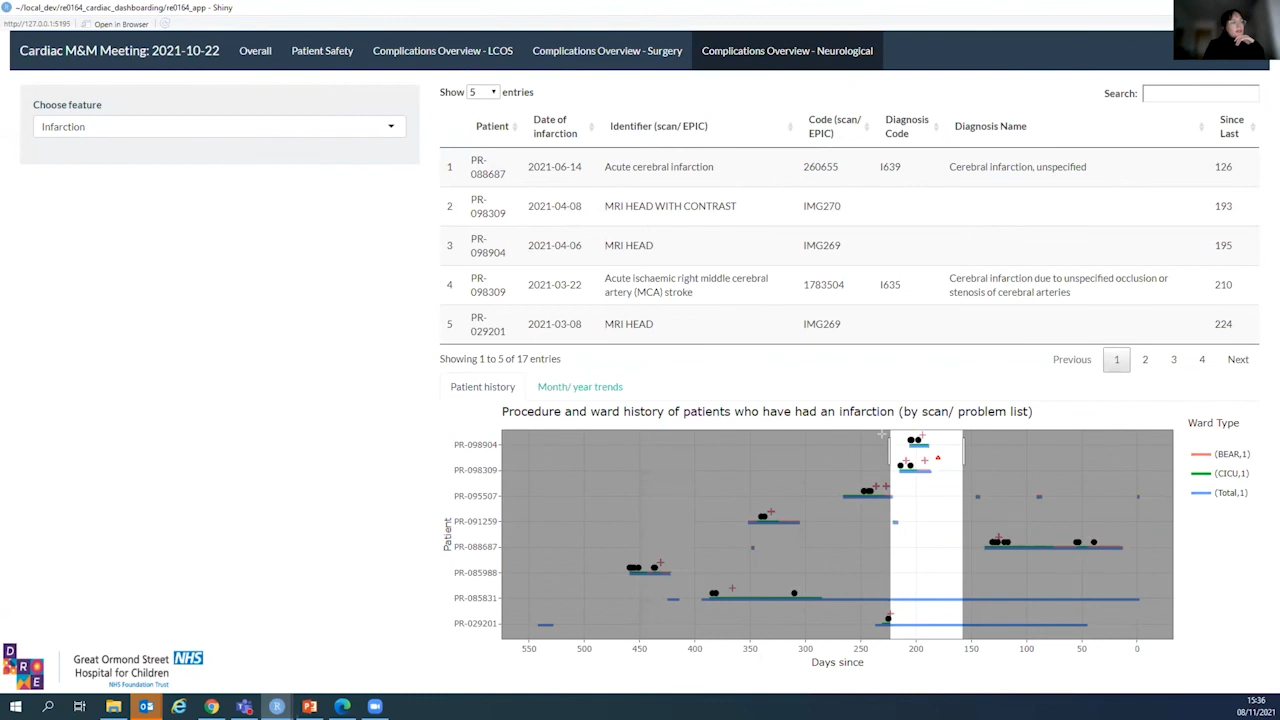 ~/local_dev/re0164_cardiac_dashboarding/re0164_app - Shiny
http://127.0.0.1:5195 Open in Browser
Cardiac M&M Meeting: 2021-10-22 Overall Patient Safety Complications Overview - LCOS Complications Overview - Surgery Complications Overview - Neurological
Choose feature
Infarction
Show 5 entries Search:
Patient Date of infarction Identifier (scan/ EPIC) Code (scan/ EPIC) Diagnosis Code Diagnosis Name Since Last
1 PR-088687 2021-06-14 Acute cerebral infarction 260655 I639 Cerebral infarction, unspecified 126
2 PR-098309 2021-04-08 MRI HEAD WITH CONTRAST IMG270 193
3 PR-098904 2021-04-06 MRI HEAD IMG269 195
4 PR-098309 2021-03-22 Acute ischaemic right middle cerebral artery (MCA) stroke 1783504 I635 Cerebral infarction due to unspecified occlusion or stenosis of cerebral arteries 210
5 PR-029201 2021-03-08 MRI HEAD IMG269 224
Showing 1 to 5 of 17 entries Previous 1 2 3 4 Next
Patient history Month/ year trends
Procedure and ward history of patients who have had an infarction (by scan/ problem list)
Patient
PR-098904
PR-098309
PR-095507
PR-091259
PR-088687
PR-085988
PR-085831
PR-029201
550 500 450 400 350 300 250 200 150 100 50 0
Days since
Ward Type
(BEAR,1)
(CICU,1)
(Total,1)
D
R
E
Great Ormond Street NHS
Hospital for Children
NHS Foundation Trust
15:36
08/11/2021